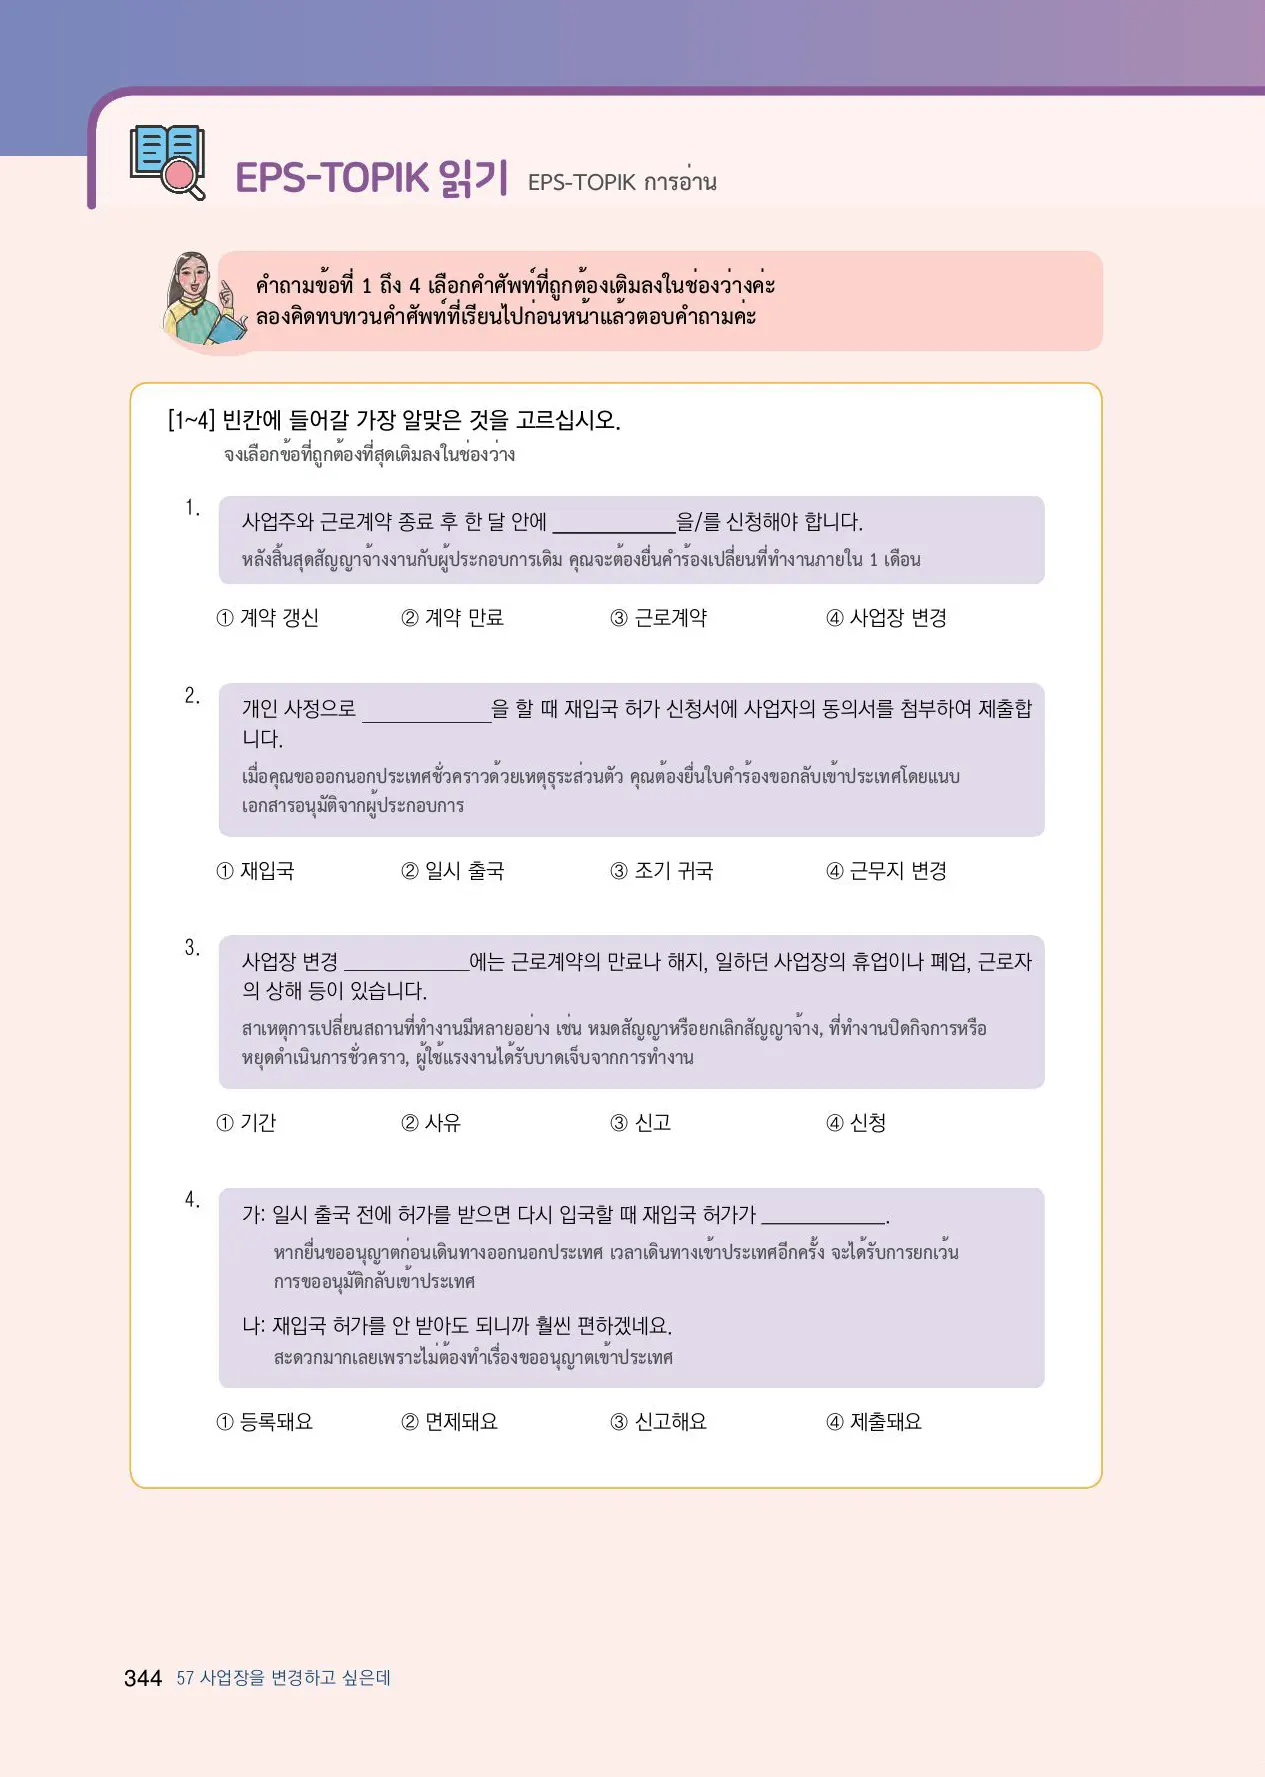 EPS-TOPIK 읽기 EPS-TOPIK การอ่าน
คำถามข้อที่ 1 ถึง 4 เลือกคำศัพท์ที่ถูกต้องเติมลงในช่องว่างค่ะ
ลองคิดทบทวนคำศัพท์ที่เรียนไปก่อนหน้าแล้วตอบคำถามค่ะ
[1~4] 빈칸에 들어갈 가장 알맞은 것을 고르십시오.
จงเลือกข้อที่ถูกต้องที่สุดเติมลงในช่องว่าง
1. 사업주와 근로계약 종료 후 한 달 안에 ____________을/를 신청해야 합니다.
หลังสิ้นสุดสัญญาจ้างงานกับผู้ประกอบการเดิม คุณจะต้องยื่นคำร้องเปลี่ยนที่ทำงานภายใน 1 เดือน
① 계약 갱신 ② 계약 만료 ③ 근로계약 ④ 사업장 변경
2. 개인 사정으로 ____________을 할 때 재입국 허가 신청서에 사업자의 동의서를 첨부하여 제출합
니다.
เมื่อคุณขอออกนอกประเทศชั่วคราวด้วยเหตุธุระส่วนตัว คุณต้องยื่นใบคำร้องขอกลับเข้าประเทศโดยแนบ
เอกสารอนุมัติจากผู้ประกอบการ
① 재입국 ② 일시 출국 ③ 조기 귀국 ④ 근무지 변경
3. 사업장 변경 ____________에는 근로계약의 만료나 해지, 일하던 사업장의 휴업이나 폐업, 근로자
의 상해 등이 있습니다.
สาเหตุการเปลี่ยนสถานที่ทำงานมีหลายอย่าง เช่น หมดสัญญาหรือยกเลิกสัญญาจ้าง, ที่ทำงานปิดกิจการหรือ
หยุดดำเนินการชั่วคราว, ผู้ใช้แรงงานได้รับบาดเจ็บจากการทำงาน
① 기간 ② 사유 ③ 신고 ④ 신청
4. 가: 일시 출국 전에 허가를 받으면 다시 입국할 때 재입국 허가가 ____________.
หากยื่นขออนุญาตก่อนเดินทางออกนอกประเทศ เวลาเดินทางเข้าประเทศอีกครั้ง จะได้รับการยกเว้น
การขออนุมัติกลับเข้าประเทศ
나: 재입국 허가를 안 받아도 되니까 훨씬 편하겠네요.
สะดวกมากเลยเพราะไม่ต้องทำเรื่องขออนุญาตเข้าประเทศ
① 등록돼요 ② 면제돼요 ③ 신고해요 ④ 제출돼요
344 57 사업장을 변경하고 싶은데